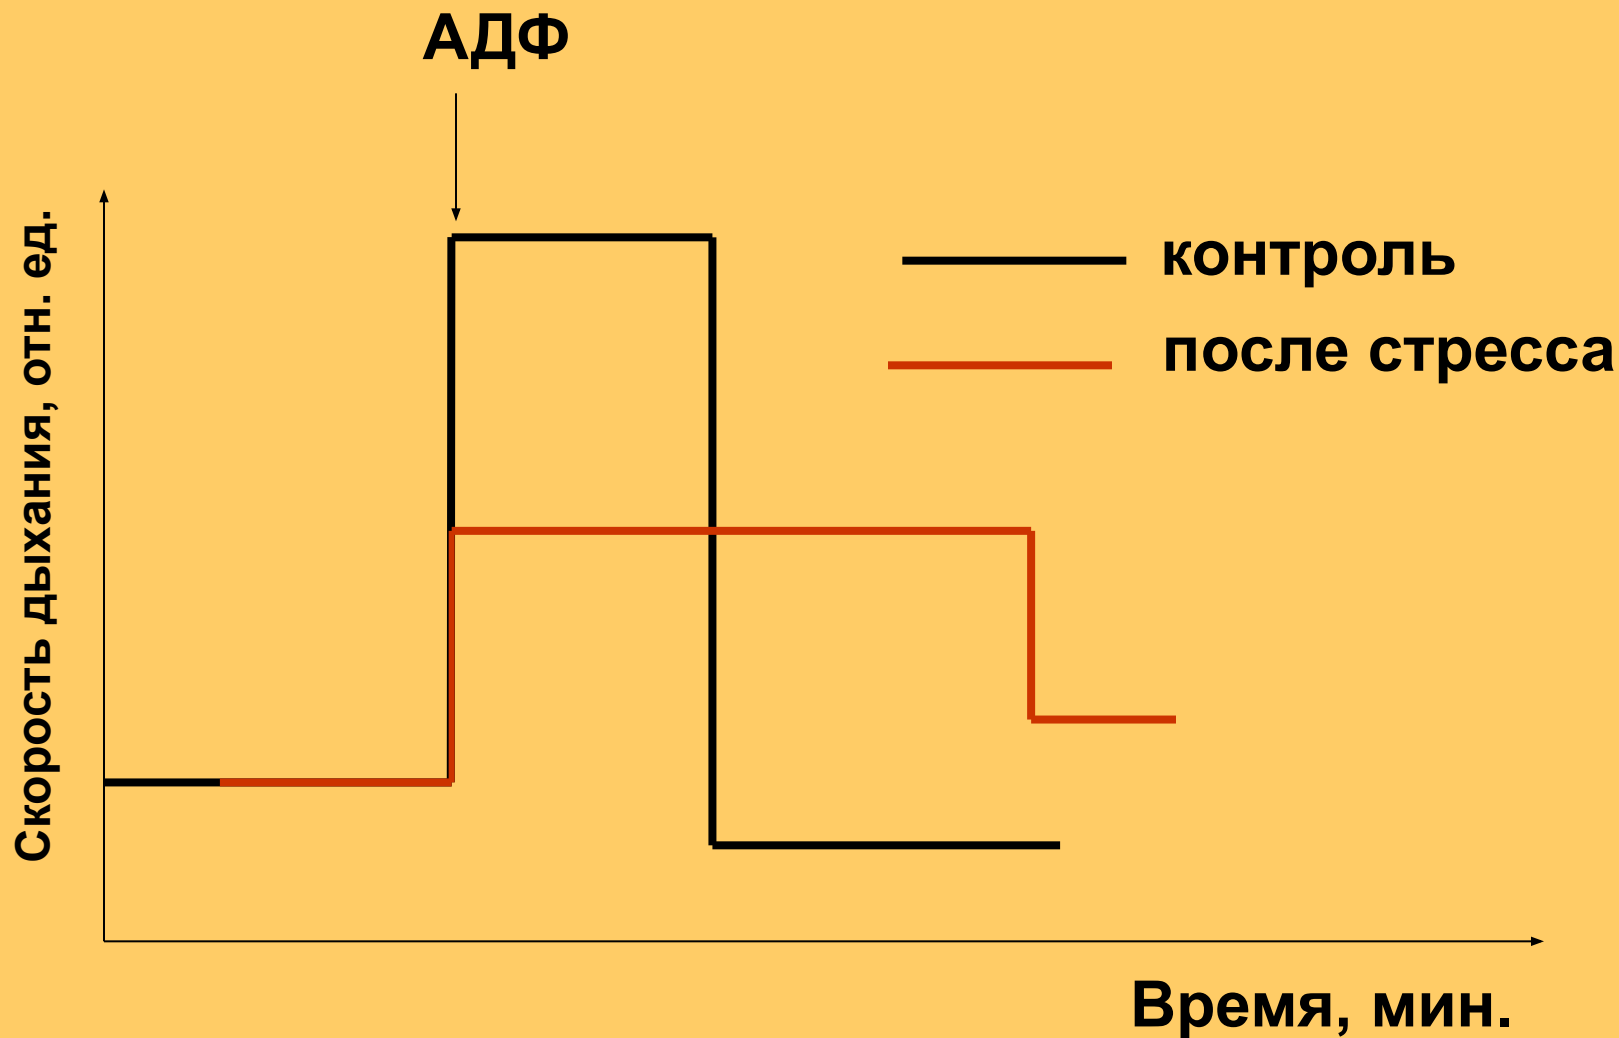 АДФ
Скорость дыхания, отн. ед.
контроль
после стресса
Время, мин.